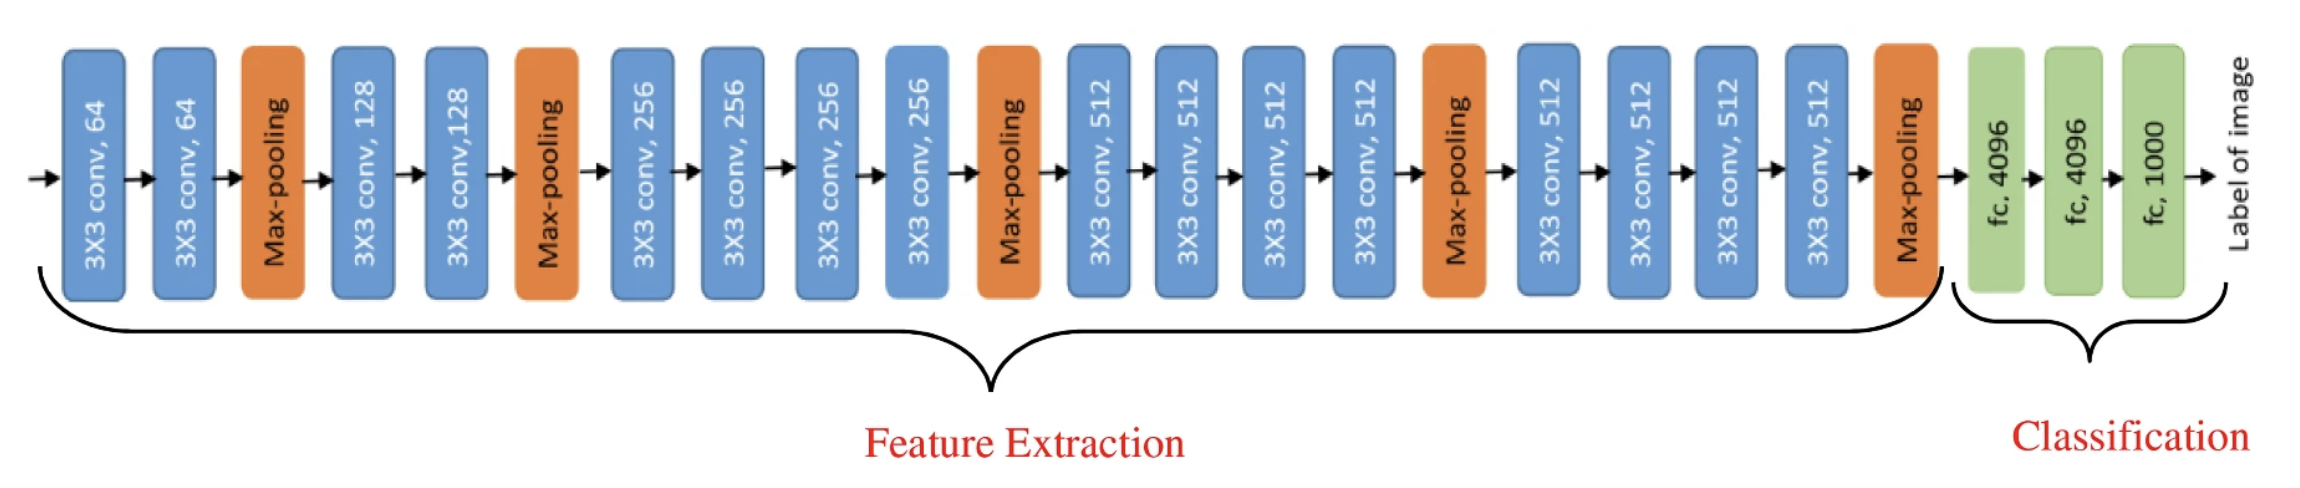 3X3 conv, 64
3X3 conv, 64
Max-pooling
3X3 conv, 128
3X3 conv,128
Max-pooling
3X3 conv, 256
3X3 conv, 256
3X3 conv, 256
3X3 conv, 256
Max-pooling
3X3 conv, 512
3X3 conv, 512
3X3 conv, 512
3X3 conv, 512
Max-pooling
3X3 conv, 512
3X3 conv, 512
3X3 conv, 512
3X3 conv, 512
Max-pooling
fc. 4096
fc, 4096
fc, 1000
Label of image
Feature Extraction
Classification